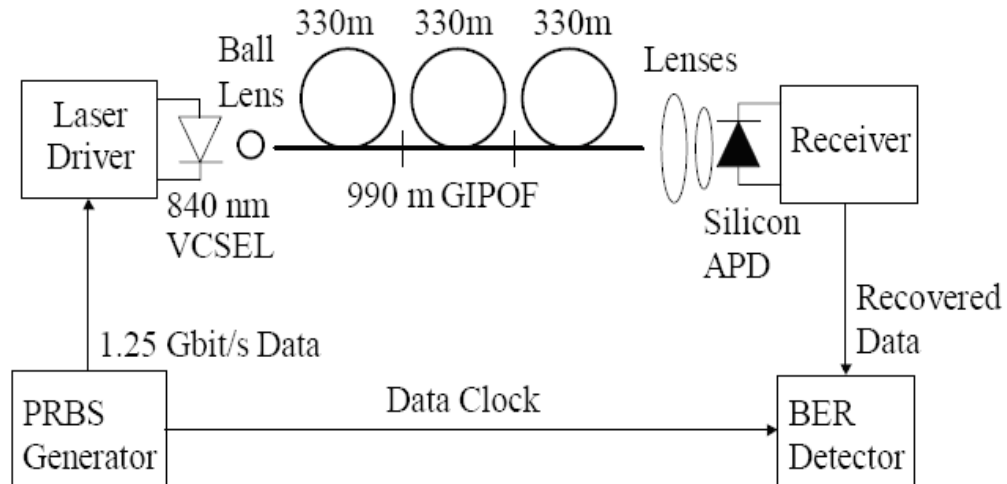 330m
330m
330m
Ball
Lens
Lenses
Laser
Driver
Receiver
990 m GIPOF
840 nm
VCSEL
Silicon
APD
Recovered
Data
1.25 Gbit/s Data
Data Clock
PRBS
Generator
BER
Detector